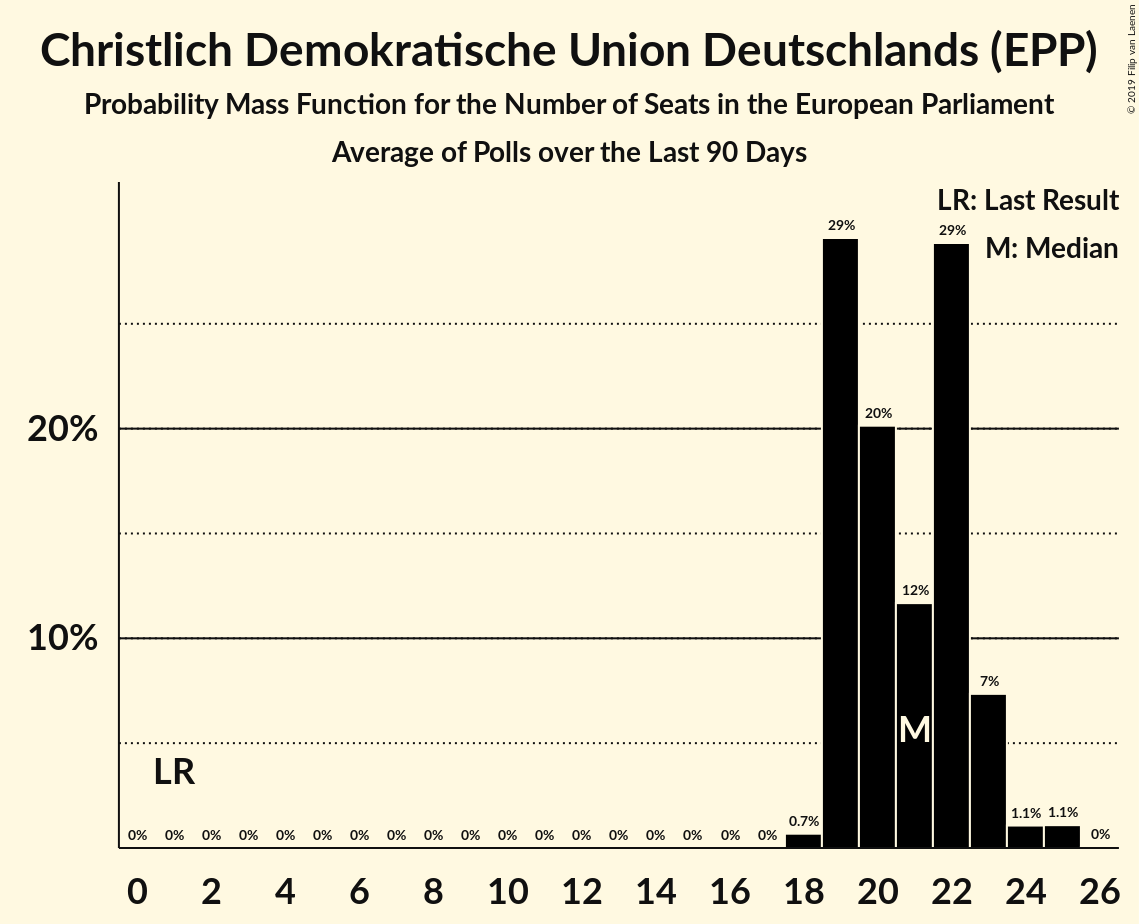 Christlich Demokratische Union Deutschlands (EPP)
Probability Mass Function for the Number of Seats in the European Parliament
Average of Polls over the Last 90 Days
© 2019 Filip van Laenen
LR: Last Result
M: Median
29%
29%
20%
20%
12%
10%
7%
M
LR
0% 0% 0% 0% 0% 0% 0% 0% 0% 0% 0% 0% 0% 0% 0% 0% 0% 0% 0.7% 1.1% 1.1% 0%
0 2 4 6 8 10 12 14 16 18 20 22 24 26